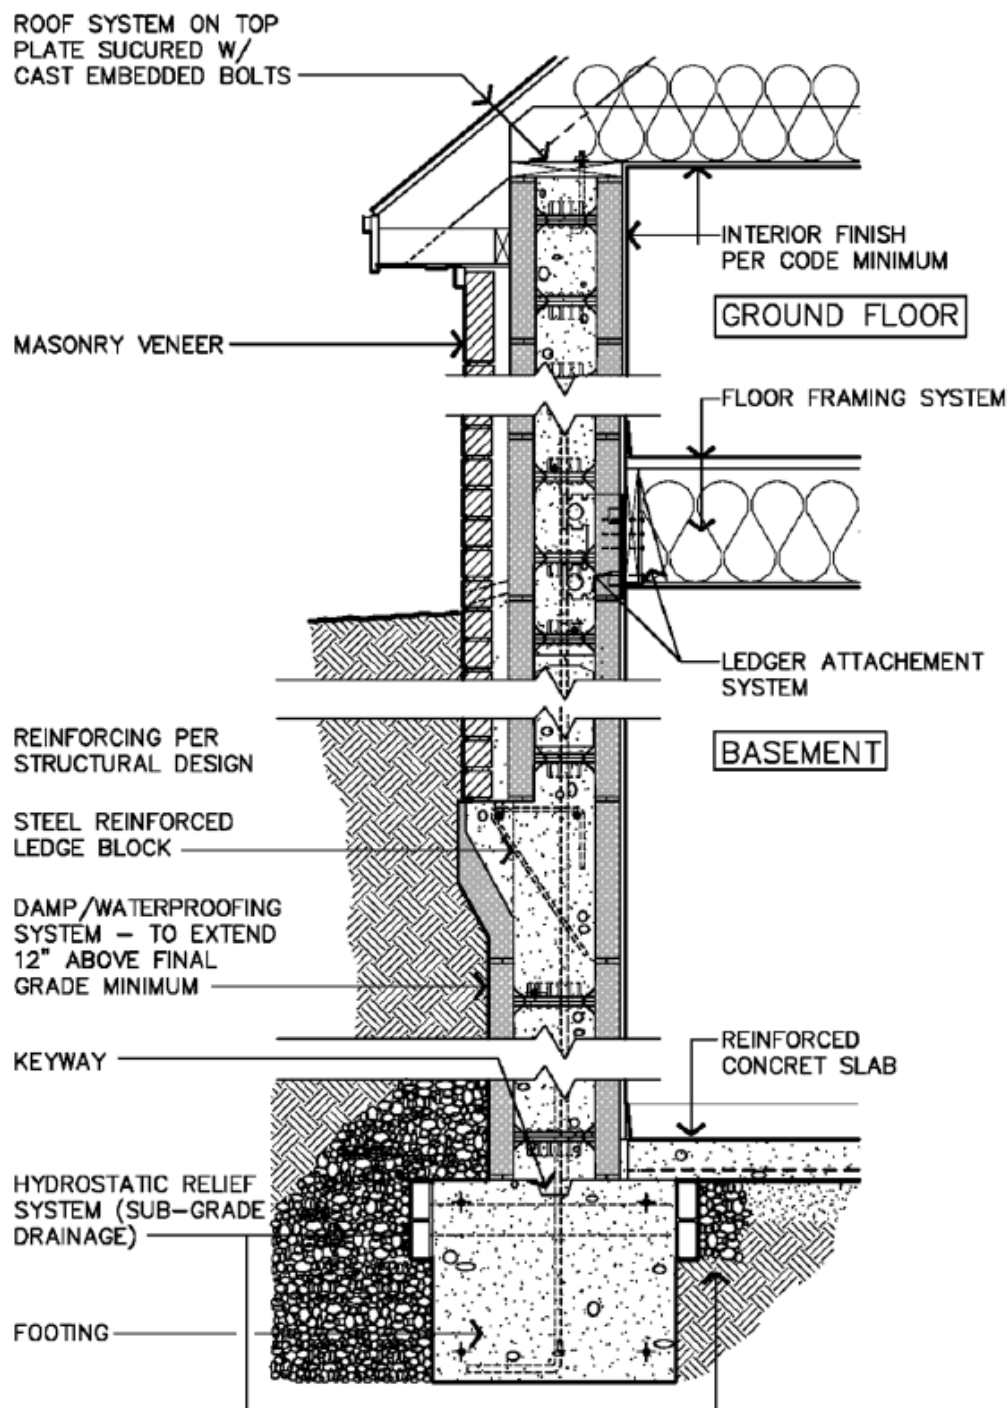 ROOF SYSTEM ON TOP
PLATE SUCURED W/
CAST EMBEDDED BOLTS
INTERIOR FINISH
PER CODE MINIMUM
GROUND FLOOR
MASONRY VENEER
FLOOR FRAMING SYSTEM
LEDGER ATTACHEMENT
SYSTEM
REINFORCING PER
STRUCTURAL DESIGN
BASEMENT
STEEL REINFORCED
LEDGE BLOCK
DAMP/WATERPROOFING
SYSTEM – TO EXTEND
12" ABOVE FINAL
GRADE MINIMUM
REINFORCED
CONCRET SLAB
KEYWAY
HYDROSTATIC RELIEF
SYSTEM (SUB-GRADE
DRAINAGE)
FOOTING